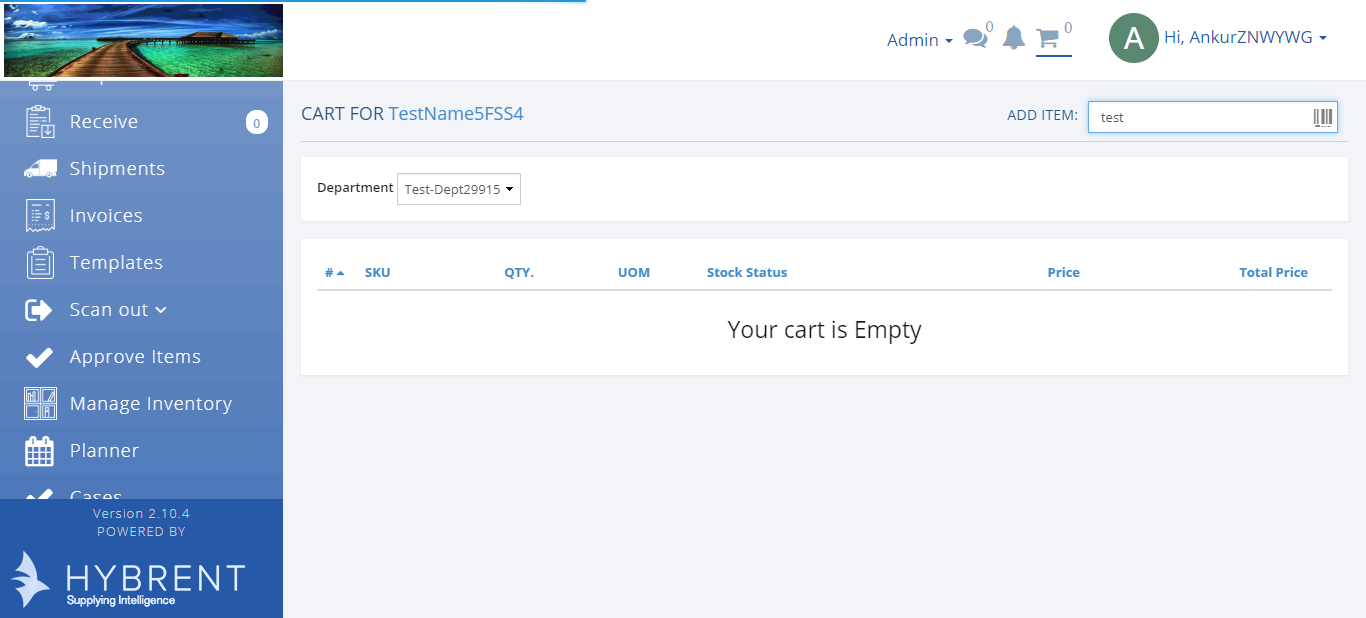 Admin 0 0 A Hi, AnkurZNWYWG
Receive 0
Shipments
Invoices
Templates
Scan out
Approve Items
Manage Inventory
Planner
Cases
Version 2.10.4
POWERED BY
HYBRENT
Supplying Intelligence
CART FOR TestName5FSS4
ADD ITEM: test
Department Test-Dept29915
# SKU QTY. UOM Stock Status Price Total Price
Your cart is Empty